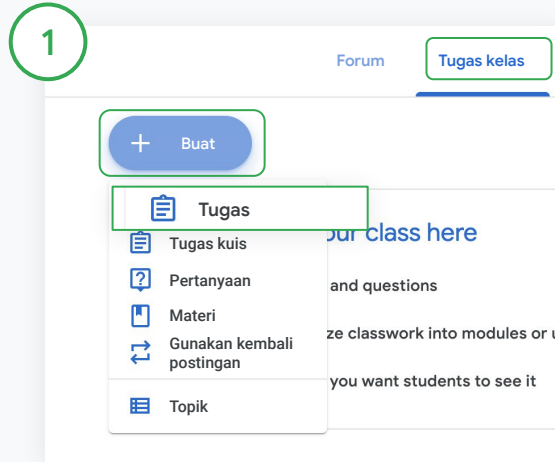 1
Forum
Tugas kelas
Buat
Tugas
our class here
Tugas kuis
Pertanyaan
and questions
Materi
ze classwork into modules or
Gunakan kembali
postingan
you want students to see it
Topik